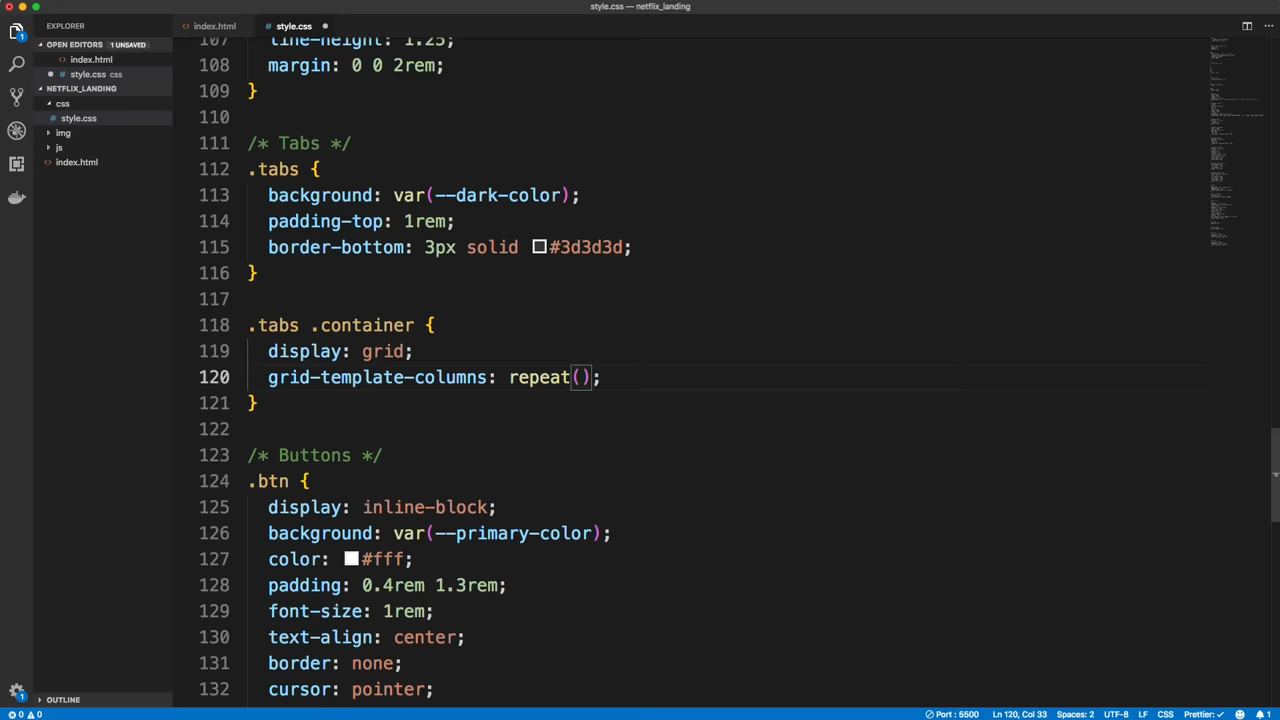 style.css — netflix_landing
EXPLORER
index.html
style.css
OPEN EDITORS 1 UNSAVED
index.html
style.css css
NETFLIX_LANDING
css
style.css
img
js
index.html
OUTLINE
107 line-height: 1.25;
108 margin: 0 0 2rem;
109 }
110
111 /* Tabs */
112 .tabs {
113 background: var(--dark-color);
114 padding-top: 1rem;
115 border-bottom: 3px solid #3d3d3d;
116 }
117
118 .tabs .container {
119 display: grid;
120 grid-template-columns: repeat();
121 }
122
123 /* Buttons */
124 .btn {
125 display: inline-block;
126 background: var(--primary-color);
127 color: #fff;
128 padding: 0.4rem 1.3rem;
129 font-size: 1rem;
130 text-align: center;
131 border: none;
132 cursor: pointer;
0 0 Port : 5500 Ln 120, Col 33 Spaces: 2 UTF-8 LF CSS Prettier: ✓ 1